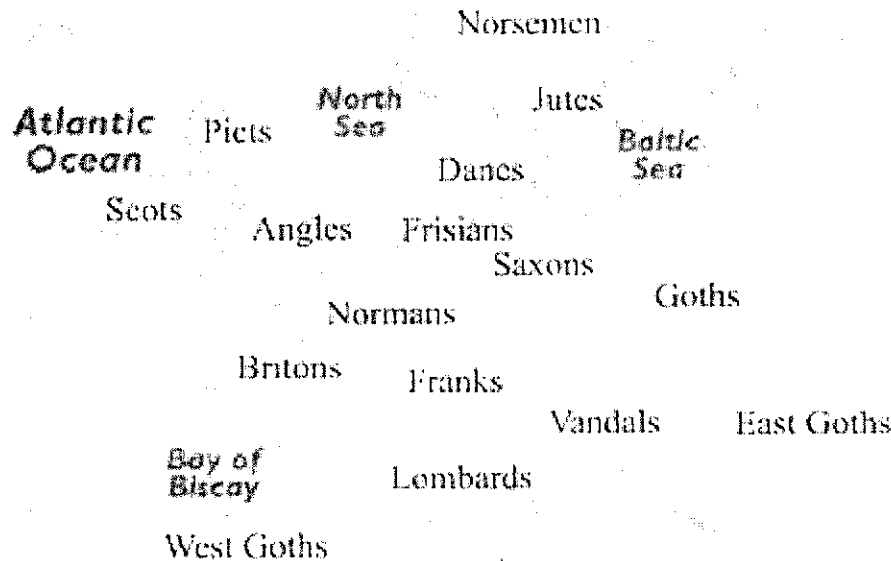 Norsemen
North
Sea
Jutes
Atlantic
Ocean
Picts
Baltic
Sea
Danes
Scots
Angles
Frisians
Saxons
Goths
Normans
Britons
Franks
Vandals
East Goths
Bay of
Biscay
Lombards
West Goths